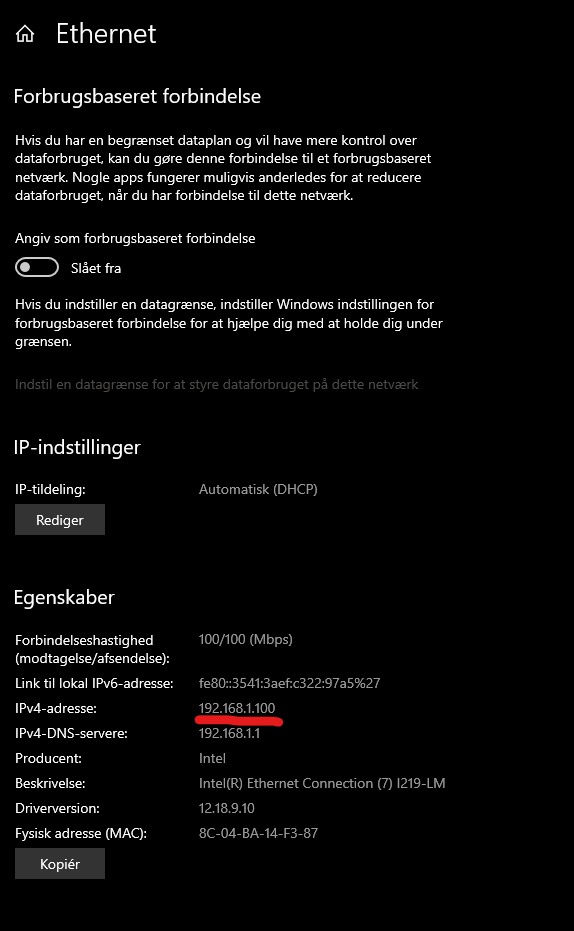 Ethernet
Forbrugsbaseret forbindelse
Hvis du har en begrænset dataplan og vil have mere kontrol over
dataforbruget, kan du gøre denne forbindelse til et forbrugsbaseret
netværk. Nogle apps fungerer muligvis anderledes for at reducere
dataforbruget, når du har forbindelse til dette netværk.
Angiv som forbrugsbaseret forbindelse
Slået fra
Hvis du indstiller en datagrænse, indstiller Windows indstillingen for
forbrugsbaseret forbindelse for at hjælpe dig med at holde dig under
grænsen.
Indstil en datagrænse for at styre dataforbruget på dette netværk
IP-indstillinger
IP-tildeling: Automatisk (DHCP)
Rediger
Egenskaber
Forbindelseshastighed 100/100 (Mbps)
(modtagelse/afsendelse):
Link til lokal IPv6-adresse: fe80::3541:3aef:c322:97a5%27
IPv4-adresse: 192.168.1.100
IPv4-DNS-servere: 192.168.1.1
Producent: Intel
Beskrivelse: Intel(R) Ethernet Connection (7) I219-LM
Driverversion: 12.18.9.10
Fysisk adresse (MAC): 8C-04-BA-14-F3-87
Kopiér